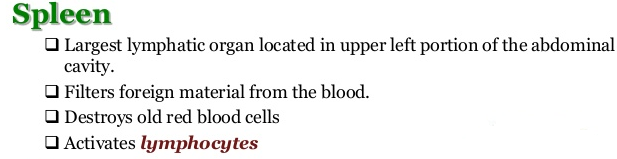 Spleen
❑ Largest lymphatic organ located in upper left portion of the abdominal
cavity.
❑ Filters foreign material from the blood.
❑ Destroys old red blood cells
❑ Activates lymphocytes